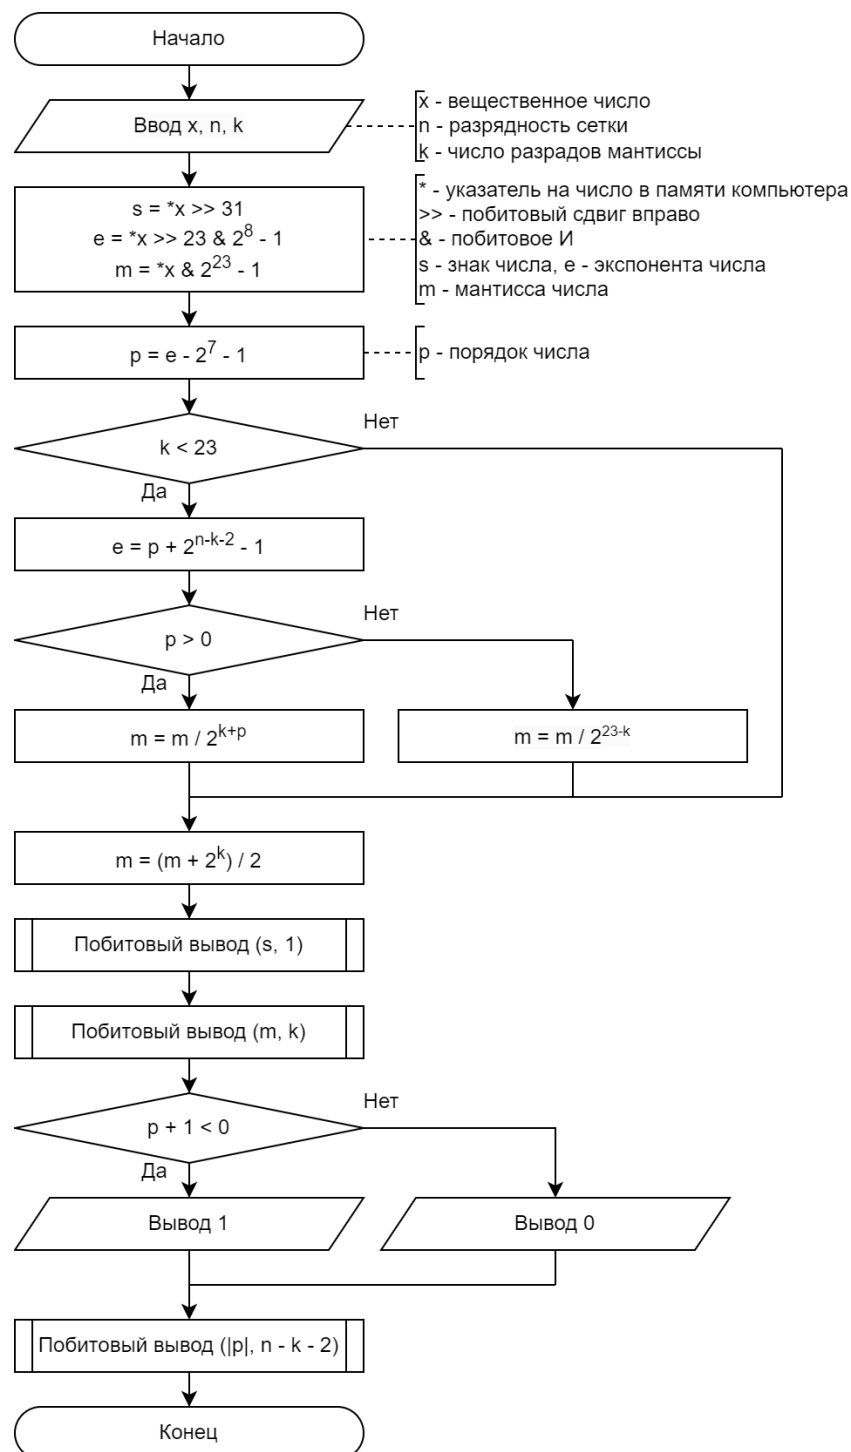 Начало
Ввод x, n, k
x - вещественное число
n - разрядность сетки
k - число разрадов мантиссы
s = *x >> 31
e = *x >> 23 & 2^8 - 1
m = *x & 2^23 - 1
* - указатель на число в памяти компьютера
>> - побитовый сдвиг вправо
& - побитовое И
s - знак числа, e - экспонента числа
m - мантисса числа
p = e - 2^7 - 1
p - порядок числа
k < 23
Нет
Да
e = p + 2^n-k-2 - 1
p > 0
Нет
Да
m = m / 2^k+p
m = m / 2^23-k
m = (m + 2^k) / 2
Побитовый вывод (s, 1)
Побитовый вывод (m, k)
p + 1 < 0
Нет
Да
Вывод 1
Вывод 0
Побитовый вывод (|p|, n - k - 2)
Конец